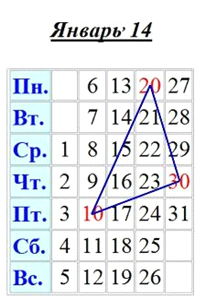 Январь 14
Пн. 6 13 20 27
Вт. 7 14 21 28
Ср. 1 8 15 22 29
Чт. 2 9 16 23 30
Пт. 3 10 17 24 31
Сб. 4 11 18 25
Вс. 5 12 19 26